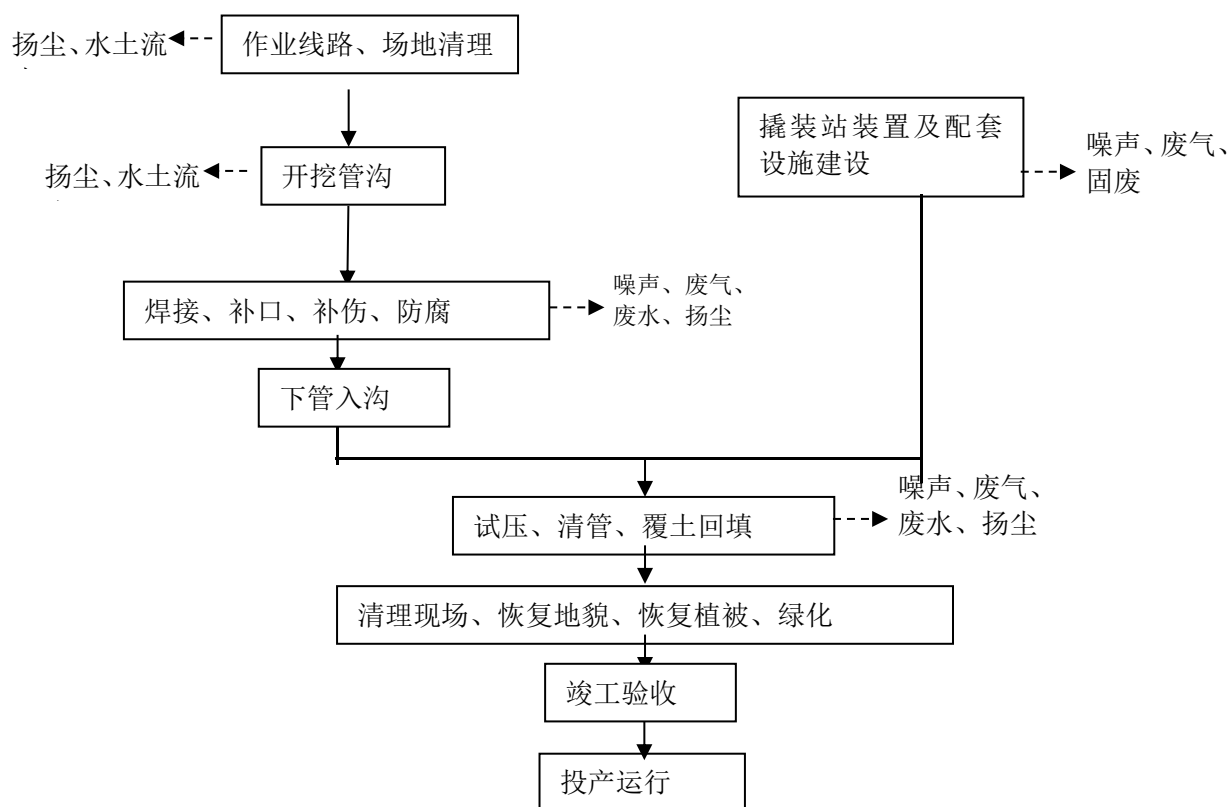 扬尘、水土流
作业线路、场地清理
撬装站装置及配套
设施建设
噪声、废气、
固废
扬尘、水土流
开挖管沟
焊接、补口、补伤、防腐
噪声、废气、
废水、扬尘
下管入沟
试压、清管、覆土回填
噪声、废气、
废水、扬尘
清理现场、恢复地貌、恢复植被、绿化
竣工验收
投产运行